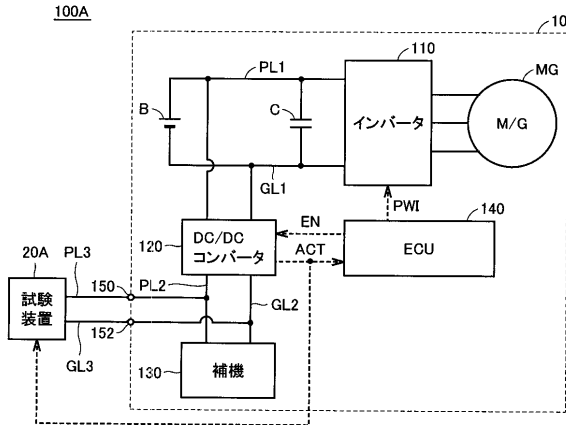 100A
10
110
PL1
MG
B
C
インバータ
M/G
GL1
PWI
140
EN
20A
120
DC/DC
コンバータ
ECU
ACT
PL3
150
PL2
試験
装置
GL2
152
GL3
130
補機